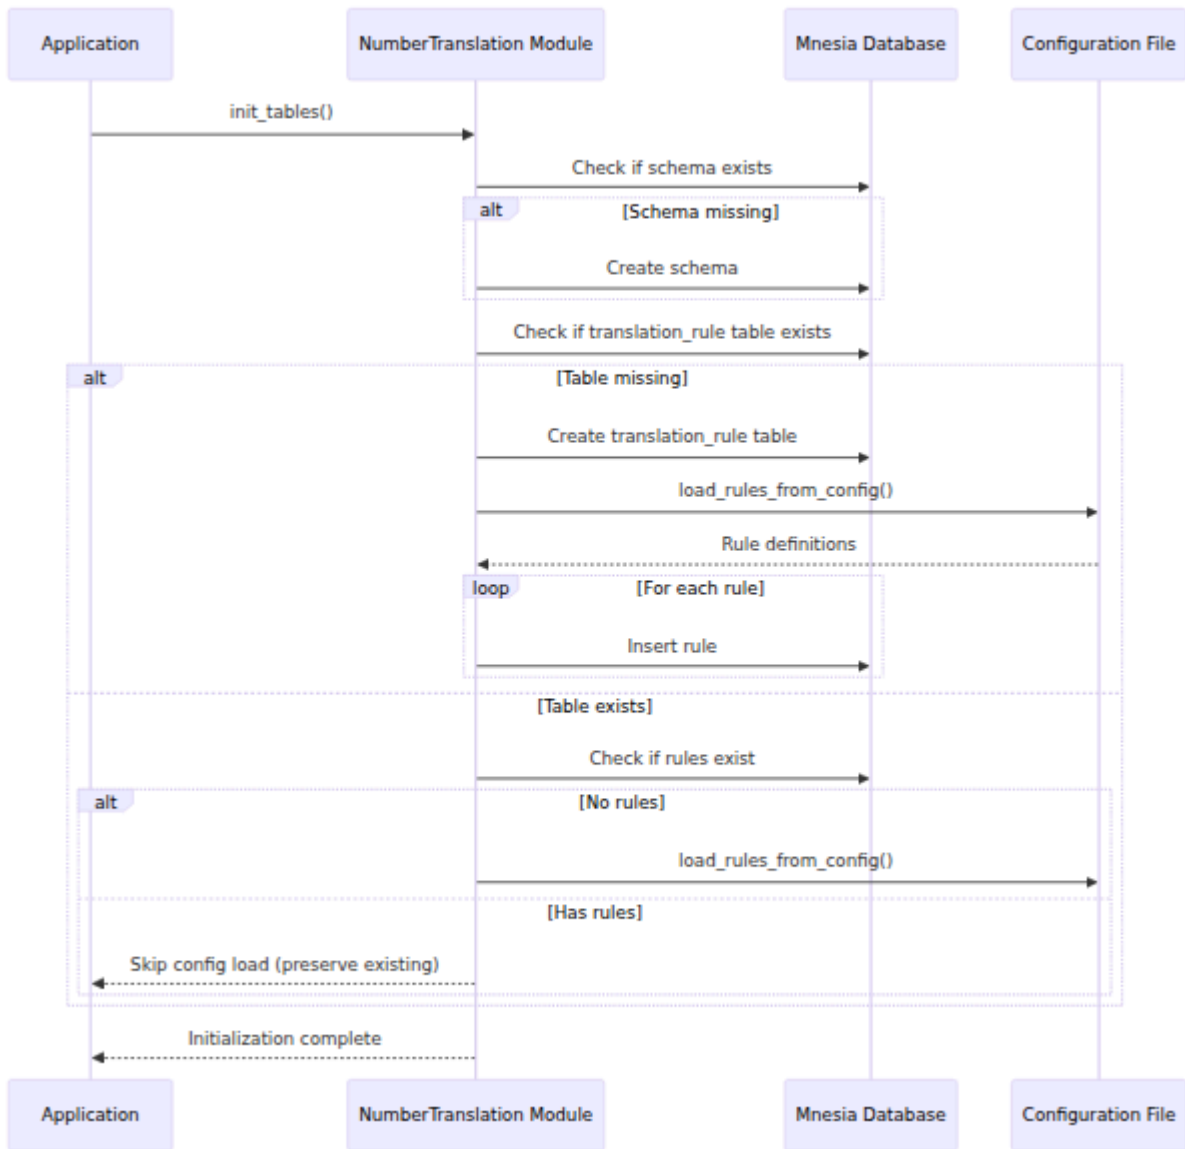 Application
NumberTranslation Module
Mnesia Database
Configuration File
init_tables()
Check if schema exists
alt
[Schema missing]
Create schema
Check if translation_rule table exists
alt
[Table missing]
Create translation_rule table
load_rules_from_config()
Rule definitions
loop
[For each rule]
Insert rule
[Table exists]
Check if rules exist
alt
[No rules]
load_rules_from_config()
[Has rules]
Skip config load (preserve existing)
Initialization complete
Application
NumberTranslation Module
Mnesia Database
Configuration File